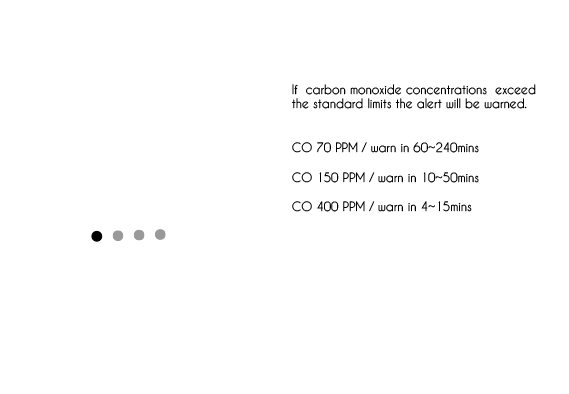 If carbon monoxide concentrations exceed
the standard limits the alert will be warned.
CO 70 PPM / warn in 60~240mins
CO 150 PPM / warn in 10~50mins
CO 400 PPM / warn in 4~15mins